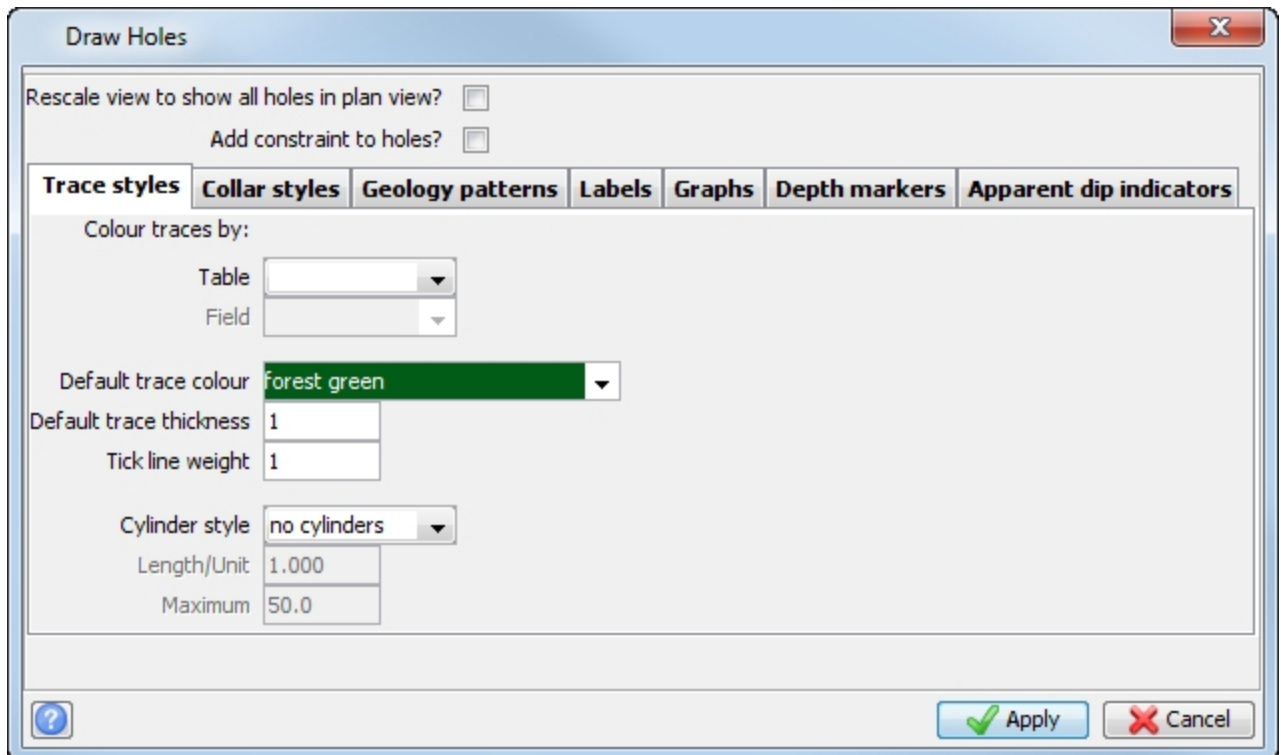 Draw Holes
Rescale view to show all holes in plan view?
Add constraint to holes?
Trace styles Collar styles Geology patterns Labels Graphs Depth markers Apparent dip indicators
Colour traces by:
Table
Field
Default trace colour forest green
Default trace thickness 1
Tick line weight 1
Cylinder style no cylinders
Length/Unit 1.000
Maximum 50.0
? Apply Cancel